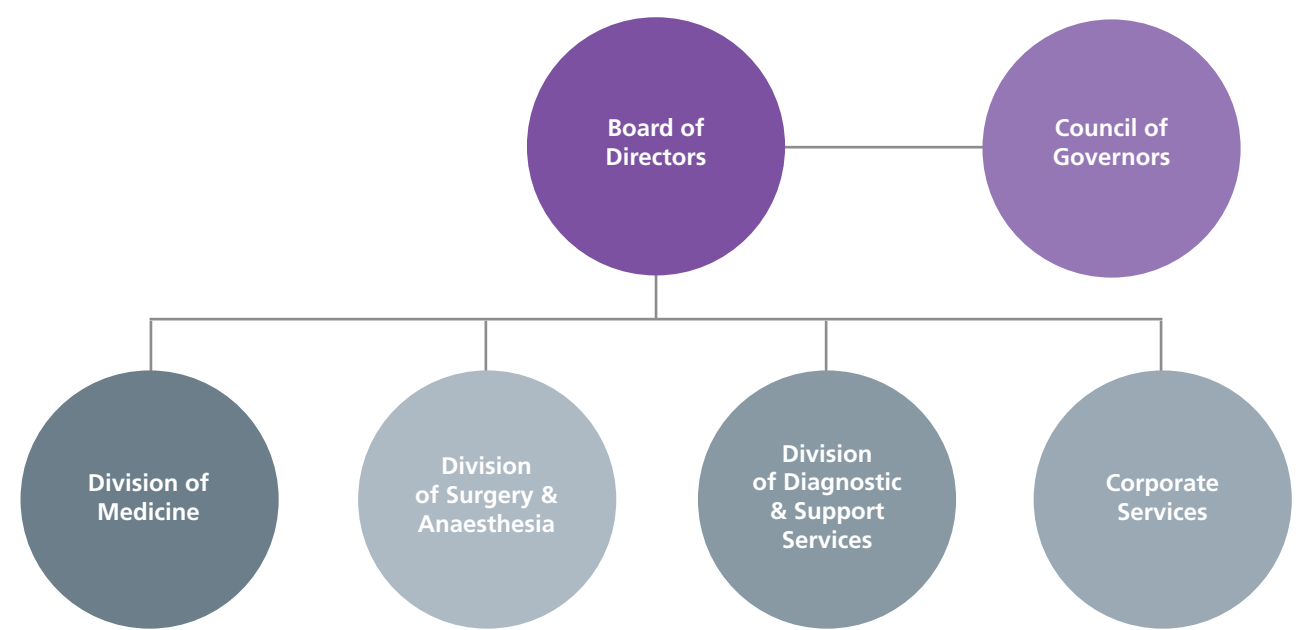 Board of
Directors
Council of
Governors
Division of
Medicine
Division
of Surgery &
Anaesthesia
Division
of Diagnostic
& Support
Services
Corporate
Services